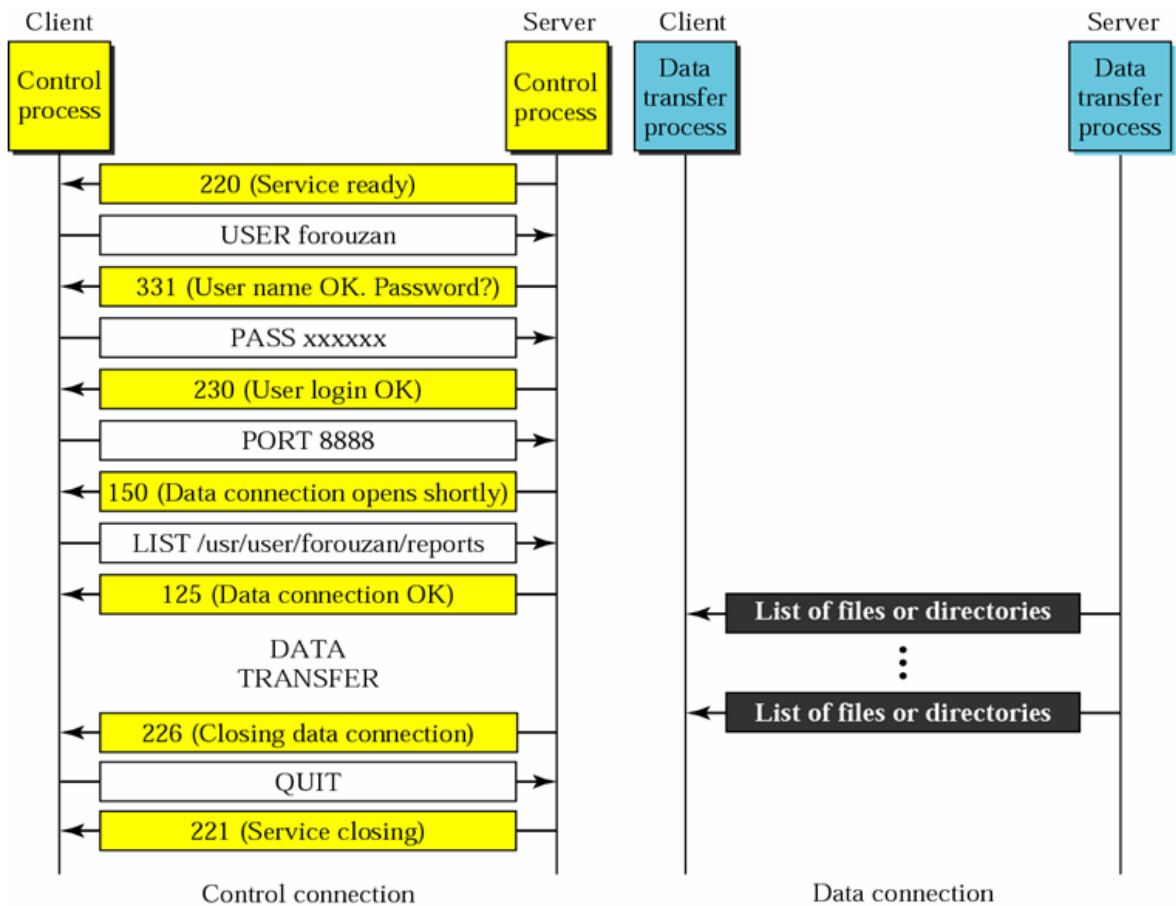 Client
Server
Client
Server
Control
process
Control
process
Data
transfer
process
Data
transfer
process
220 (Service ready)
USER forouzan
331 (User name OK. Password?)
PASS xxxxxx
230 (User login OK)
PORT 8888
150 (Data connection opens shortly)
LIST /usr/user/forouzan/reports
125 (Data connection OK)
List of files or directories
DATA
TRANSFER
List of files or directories
226 (Closing data connection)
QUIT
221 (Service closing)
Control connection
Data connection